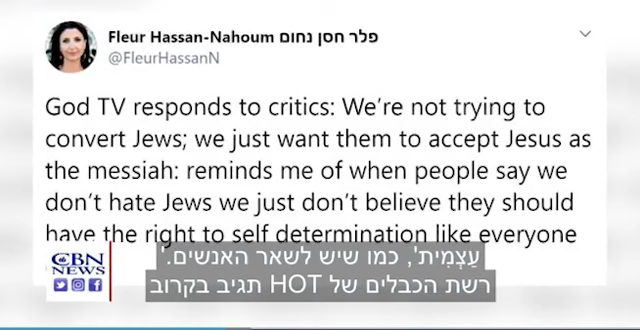 Fleur Hassan-Nahoum פלר חסן נחום
@FleurHassanN
God TV responds to critics: We're not trying to
convert Jews; we just want them to accept Jesus as
the messiah: reminds me of when people say we
don't hate Jews we just don't believe they should
have the right to self determination like everyone
CBN
NEWS
עַצְמִית', כמו שיש לשאר האנשים.'
רשת הכבלים של HOT תגיב בקרוב